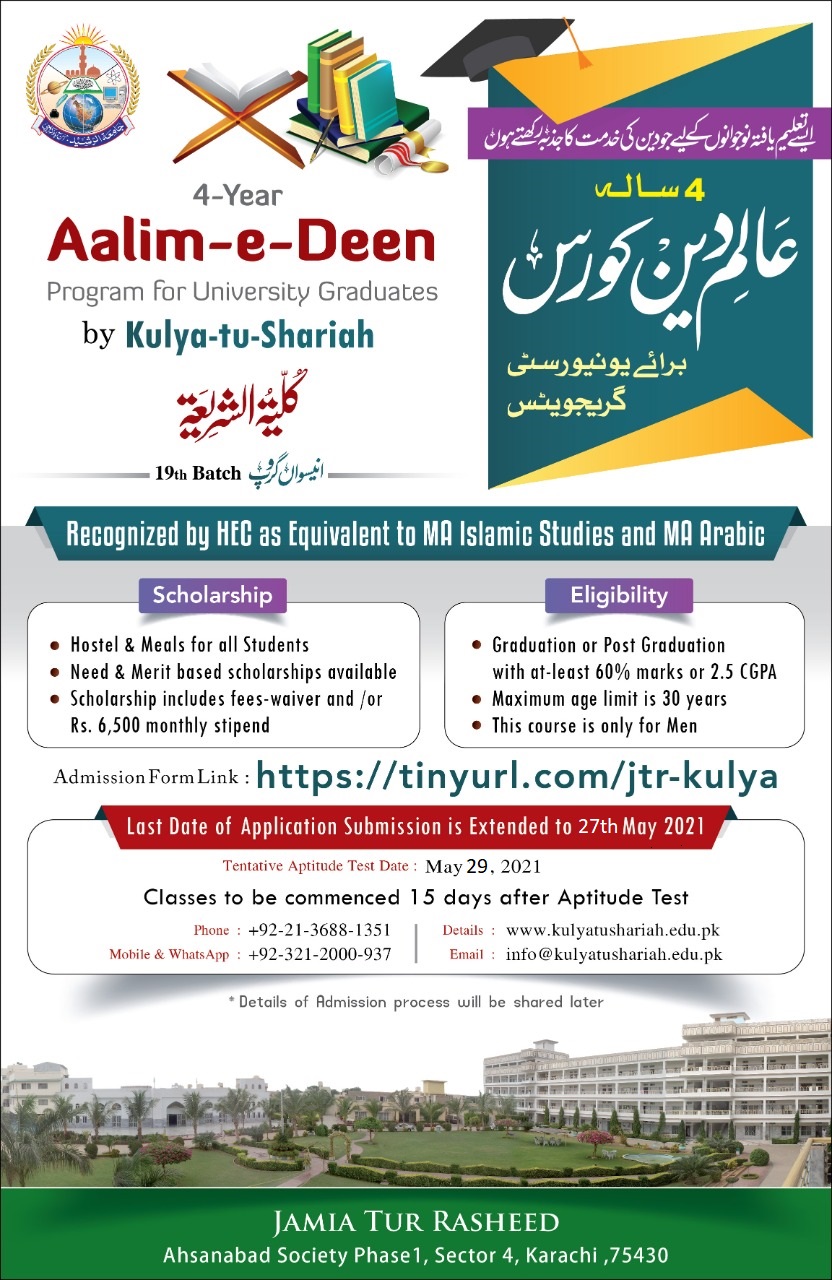 4-Year
Aalim-e-Deen
Program for University Graduates
by Kulya-tu-Shariah
كُلِّيَّةُ الشَّرِيْعَة
19th Batch انیسواں گروپ
ایسے تعلیم یافتہ نوجوانوں کے لیے جو دین کی خدمت کا جذبہ رکھتے ہوں
4 سالہ
عَالِمِ دین کورس
برائے یونیورسٹی
گریجویٹس
Recognized by HEC as Equivalent to MA Islamic Studies and MA Arabic
Scholarship
• Hostel & Meals for all Students
• Need & Merit based scholarships available
• Scholarship includes fees-waiver and /or
Rs. 6,500 monthly stipend
Eligibility
• Graduation or Post Graduation
with at-least 60% marks or 2.5 CGPA
• Maximum age limit is 30 years
• This course is only for Men
Admission Form Link : https://tinyurl.com/jtr-kulya
Last Date of Application Submission is Extended to 27th May 2021
Tentative Aptitude Test Date : May 29, 2021
Classes to be commenced 15 days after Aptitude Test
Phone : +92-21-3688-1351
Mobile & WhatsApp : +92-321-2000-937
Details : www.kulyatushariah.edu.pk
Email : info@kulyatushariah.edu.pk
* Details of Admission process will be shared later
JAMIA TUR RASHEED
Ahsanabad Society Phase1, Sector 4, Karachi ,75430